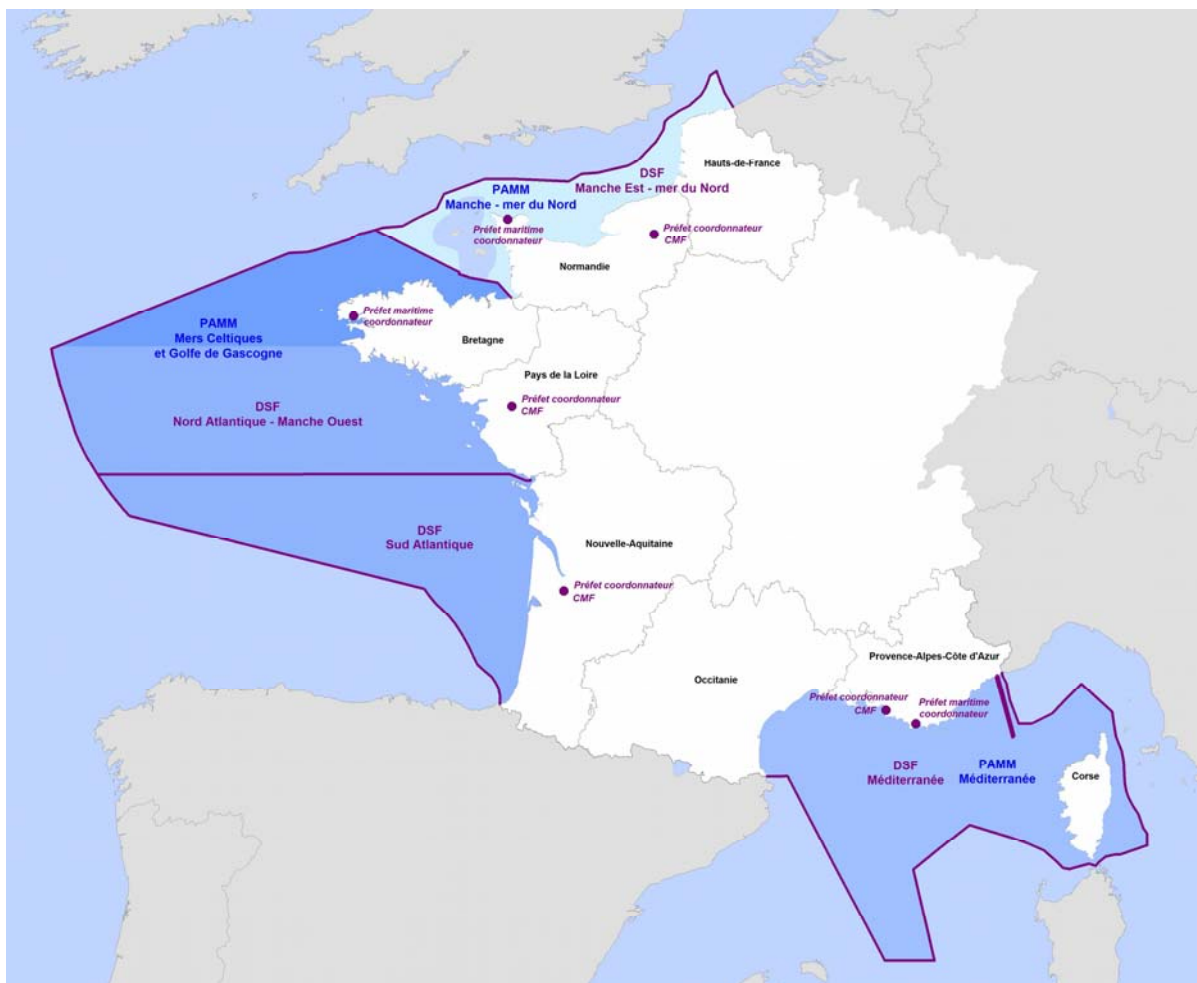 Hauts-de-France
DSF
Manche Est - mer du Nord
PAMM
Manche - mer du Nord
Préfet maritime
coordonnateur
Préfet coordonnateur
CMF
Normandie
Préfet maritime
coordonnateur
PAMM
Mers Celtiques
et Golfe de Gascogne
Bretagne
Pays de la Loire
Préfet coordonnateur
CMF
DSF
Nord Atlantique - Manche Ouest
DSF
Sud Atlantique
Nouvelle-Aquitaine
Préfet coordonnateur
CMF
Provence-Alpes-Côte d'Azur
Occitanie
Préfet coordonnateur
CMF
Préfet maritime
coordonnateur
DSF
Méditerranée
PAMM
Méditerranée
Corse